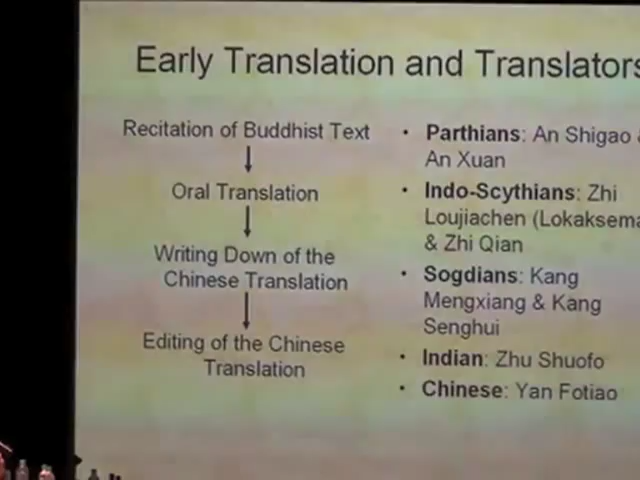 Early Translation and Translators
Recitation of Buddhist Text
Oral Translation
Writing Down of the
Chinese Translation
Editing of the Chinese
Translation
• Parthians: An Shigao
An Xuan
• Indo-Scythians: Zhi
Loujiachen (Lokaksema
& Zhi Qian
• Sogdians: Kang
Mengxiang & Kang
Senghui
• Indian: Zhu Shuofo
• Chinese: Yan Fotiao